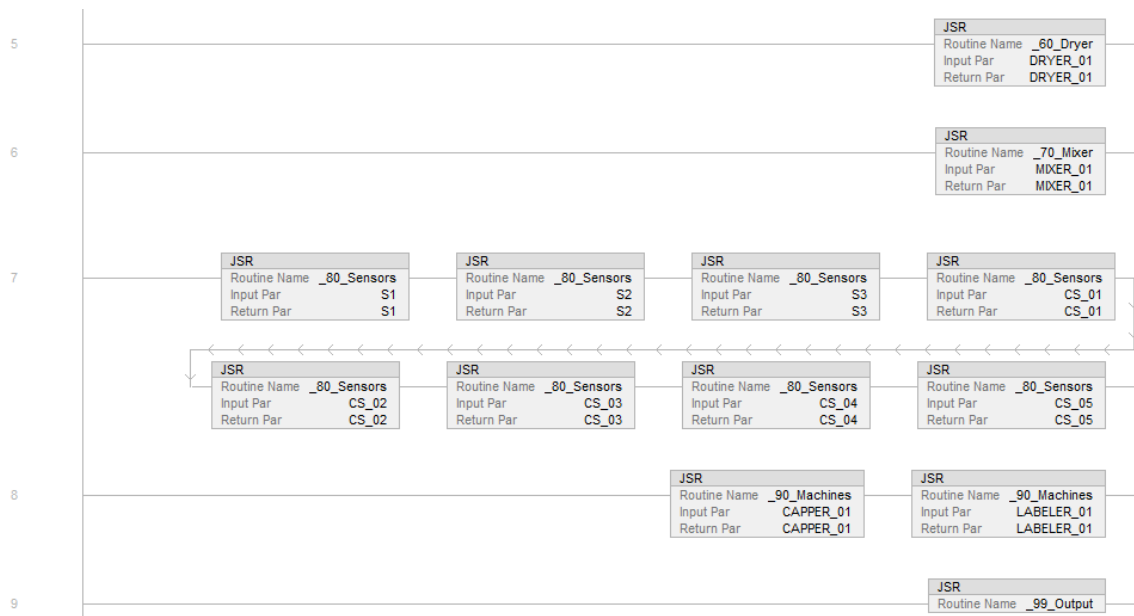 JSR
5
Routine Name _60_Dryer
Input Par DRYER_01
Return Par DRYER_01
JSR
6
Routine Name _70_Mixer
Input Par MIXER_01
Return Par MIXER_01
JSR JSR JSR JSR
7
Routine Name _80_Sensors Routine Name _80_Sensors Routine Name _80_Sensors Routine Name _80_Sensors
Input Par S1 Input Par S2 Input Par S3 Input Par CS_01
Return Par S1 Return Par S2 Return Par S3 Return Par CS_01
JSR JSR JSR JSR
Routine Name _80_Sensors Routine Name _80_Sensors Routine Name _80_Sensors Routine Name _80_Sensors
Input Par CS_02 Input Par CS_03 Input Par CS_04 Input Par CS_05
Return Par CS_02 Return Par CS_03 Return Par CS_04 Return Par CS_05
JSR JSR
8
Routine Name _90_Machines Routine Name _90_Machines
Input Par CAPPER_01 Input Par LABELER_01
Return Par CAPPER_01 Return Par LABELER_01
JSR
9
Routine Name _99_Output